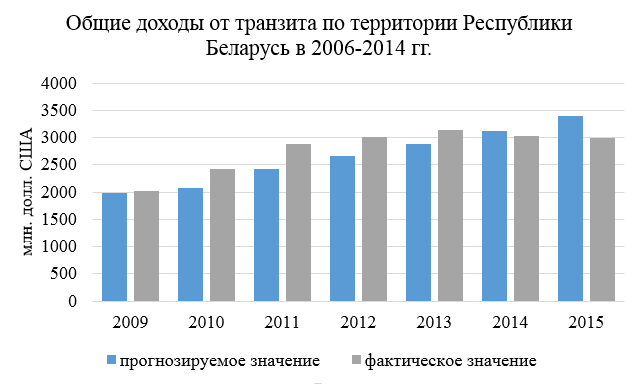 Общие доходы от транзита по территории Республики
Беларусь в 2006-2014 гг.
млн. долл. США
4000
3500
3000
2500
2000
1500
1000
500
0
2009 2010 2011 2012 2013 2014 2015
прогнозируемое значение фактическое значение